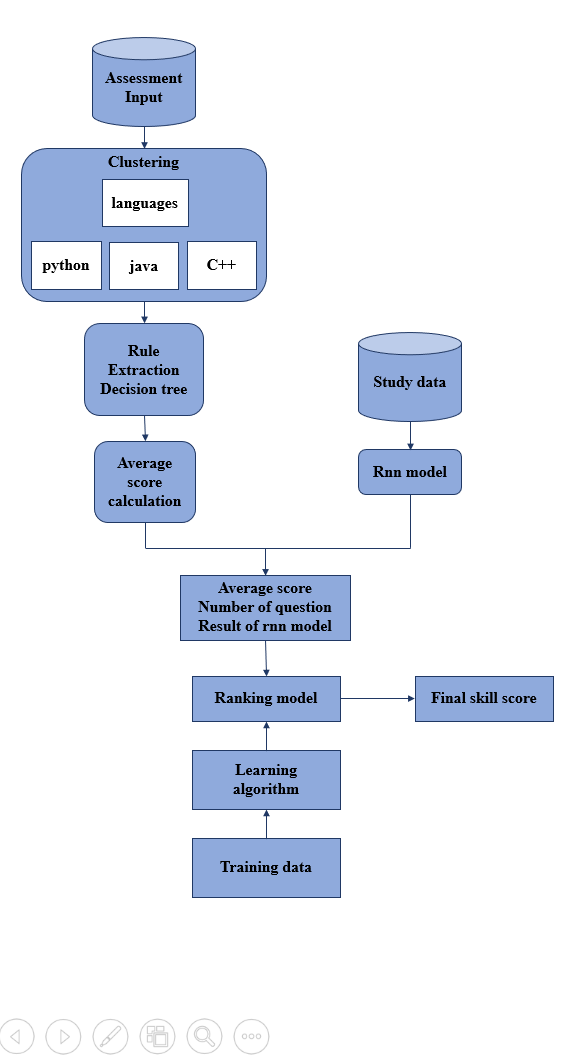 Assessment
Input
Clustering
languages
python
java
C++
Rule
Extraction
Decision tree
Study data
Average
score
calculation
Rnn model
Average score
Number of question
Result of rnn model
Ranking model
Final skill score
Learning
algorithm
Training data